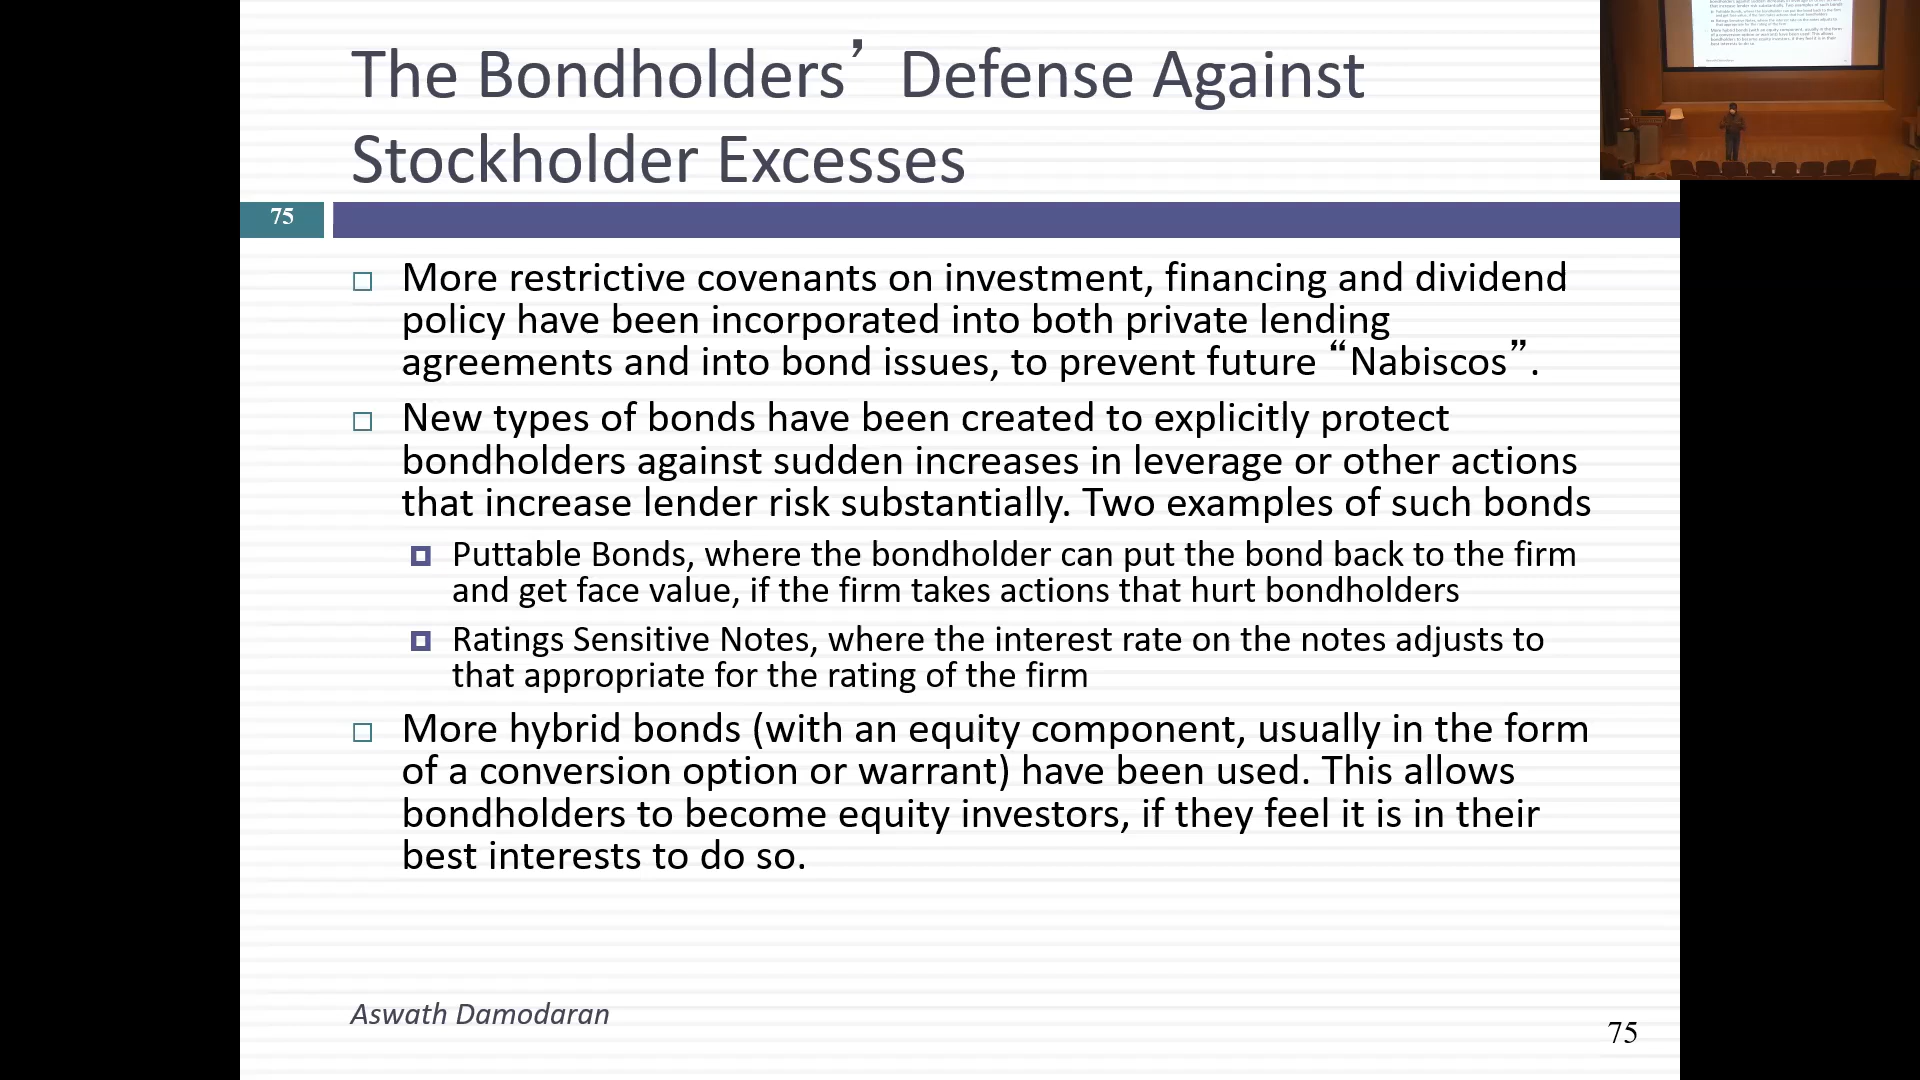 The Bondholders’ Defense Against
Stockholder Excesses
75
□ More restrictive covenants on investment, financing and dividend
policy have been incorporated into both private lending
agreements and into bond issues, to prevent future “Nabiscos”.
□ New types of bonds have been created to explicitly protect
bondholders against sudden increases in leverage or other actions
that increase lender risk substantially. Two examples of such bonds
Puttable Bonds, where the bondholder can put the bond back to the firm
and get face value, if the firm takes actions that hurt bondholders
Ratings Sensitive Notes, where the interest rate on the notes adjusts to
that appropriate for the rating of the firm
□ More hybrid bonds (with an equity component, usually in the form
of a conversion option or warrant) have been used. This allows
bondholders to become equity investors, if they feel it is in their
best interests to do so.
Aswath Damodaran
75